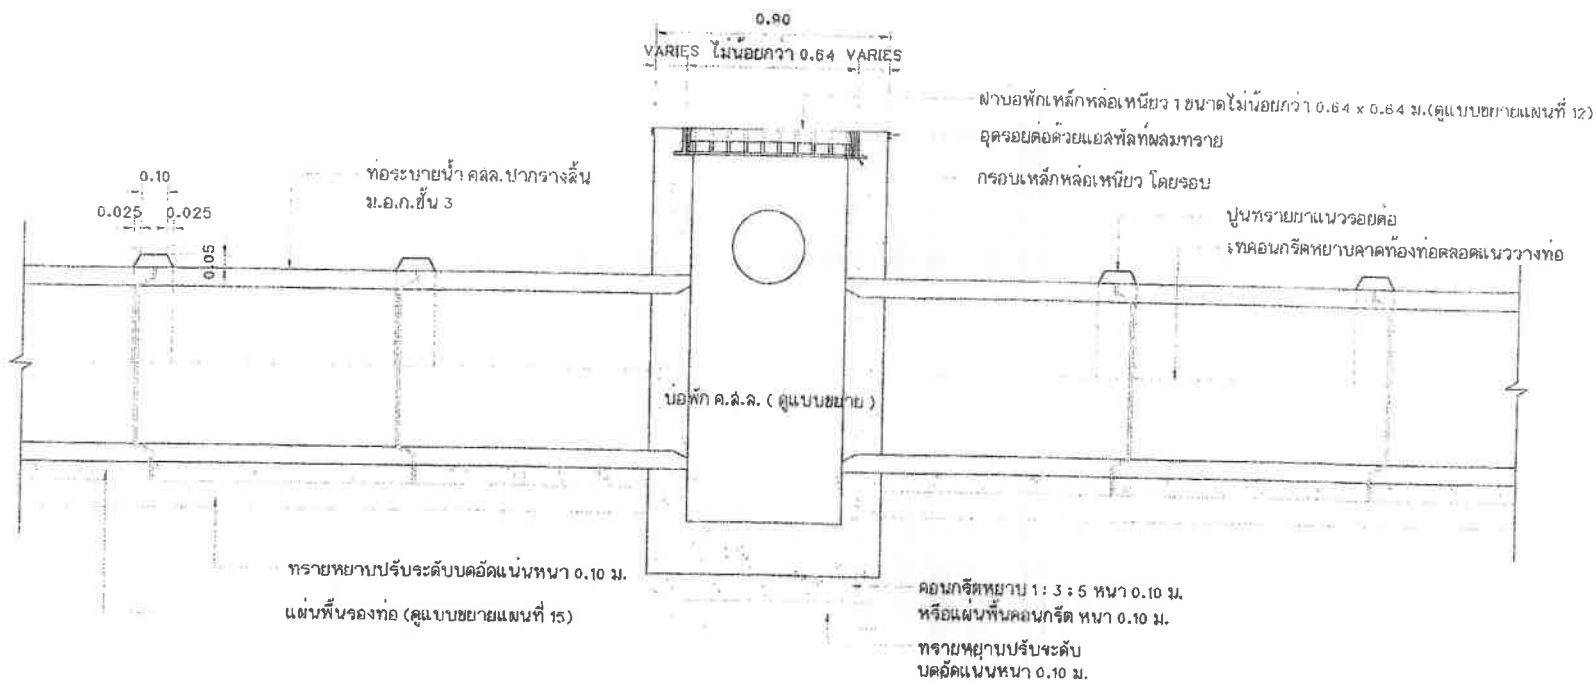 0.90
VARIES ไม่น้อยกว่า 0.64 VARIES
ฝาบ่อพักเหล็กหล่อเหนียว 1 ขนาดไม่น้อยกว่า 0.64 x 0.64 ม.(ดูแบบขยายแผ่นที่ 12)
อุดรอยต่อด้วยแอสฟัลท์ผสมทราย
กรอบเหล็กหล่อเหนียว โดยรอบ
ท่อระบายน้ำ คสล.ปากรางลิ้น
ม.อ.ก.ชั้น 3
0.10
0.025 0.025
0.05
ปูนทรายยาแนวรอยต่อ
เทคอนกรีตหยาบคาดท้องท่อตลอดแนววางท่อ
บ่อพัก ค.ส.ล. ( ดูแบบขยาย )
ทรายหยาบปรับระดับบดอัดแน่นหนา 0.10 ม.
แผ่นพื้นรองท่อ (ดูแบบขยายแผ่นที่ 15)
คอนกรีตหยาบ 1 : 3 : 5 หนา 0.10 ม.
หรือแผ่นพื้นคอนกรีต หนา 0.10 ม.
ทรายหยาบปรับระดับ
บดอัดแน่นหนา 0.10 ม.